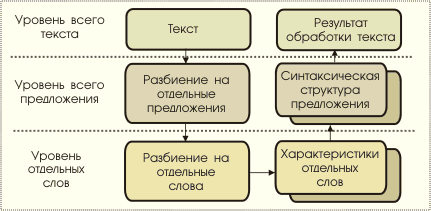 Уровень всего
текста
Текст
Результат
обработки текста
Уровень всего
предложения
Разбиение на
отдельные
предложения
Синтаксическая
структура
предложения
Уровень
отдельных
слов
Разбиение на
отдельные
слова
Характеристики
отдельных
слов